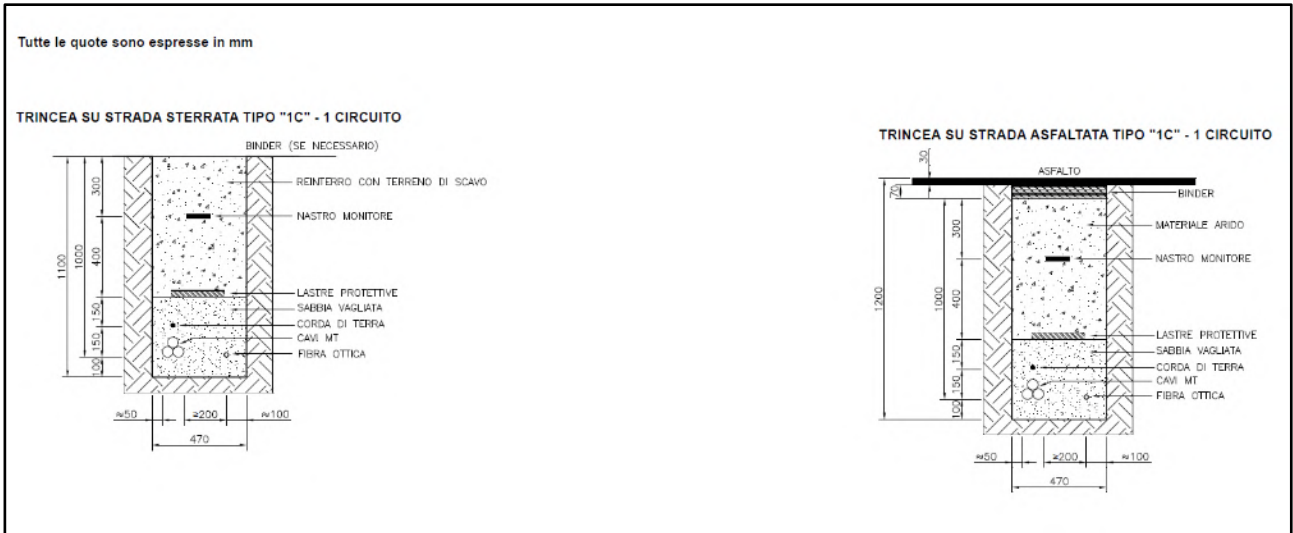 Tutte le quote sono espresse in mm
TRINCEA SU STRADA STERRATA TIPO "1C" - 1 CIRCUITO
BINDER (SE NECESSARIO)
REINTERRO CON TERRENO DI SCAVO
NASTRO MONITORE
LASTRE PROTETTIVE
SABBIA VAGLIATA
CORDA DI TERRA
CAVI MT
FIBRA OTTICA
1100
1000
300
400
150
150
100
≈50
≥200
≈100
470
TRINCEA SU STRADA ASFALTATA TIPO "1C" - 1 CIRCUITO
30
ASFALTO
70
BINDER
MATERIALE ARIDO
NASTRO MONITORE
LASTRE PROTETTIVE
SABBIA VAGLIATA
CORDA DI TERRA
CAVI MT
FIBRA OTTICA
1200
1000
300
400
150
150
100
≈50
≥200
≈100
470